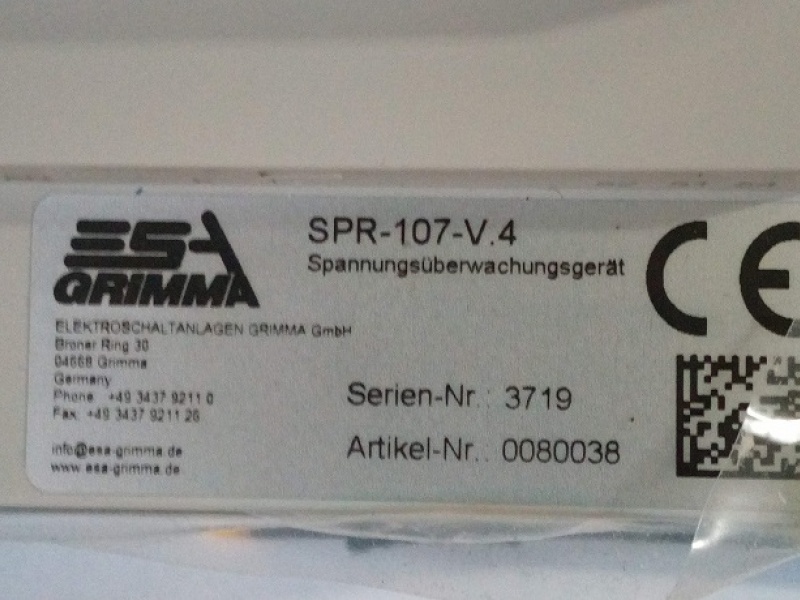 ESA
GRIMMA
SPR-107-V.4
Spannungsüberwachungsgerät
CE
ELEKTROSCHALTANLAGEN GRIMMA GmbH
Broner Ring 30
04668 Grimma
Germany
Phone: +49 3437 9211 0
Fax: +49 3437 9211 26
info@esa-grimma.de
www.esa-grimma.de
Serien-Nr.: 3719
Artikel-Nr.: 0080038